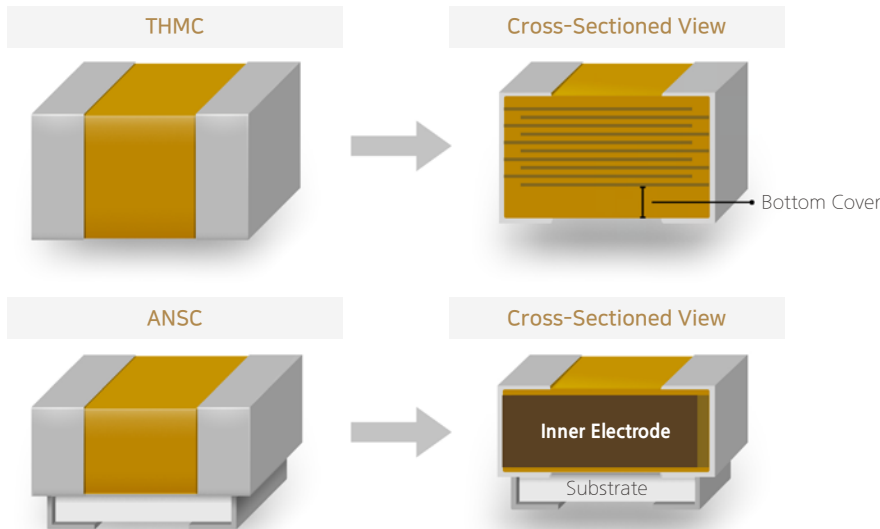 THMC
Cross-Sectioned View
Bottom Cover
ANSC
Cross-Sectioned View
Inner Electrode
Substrate